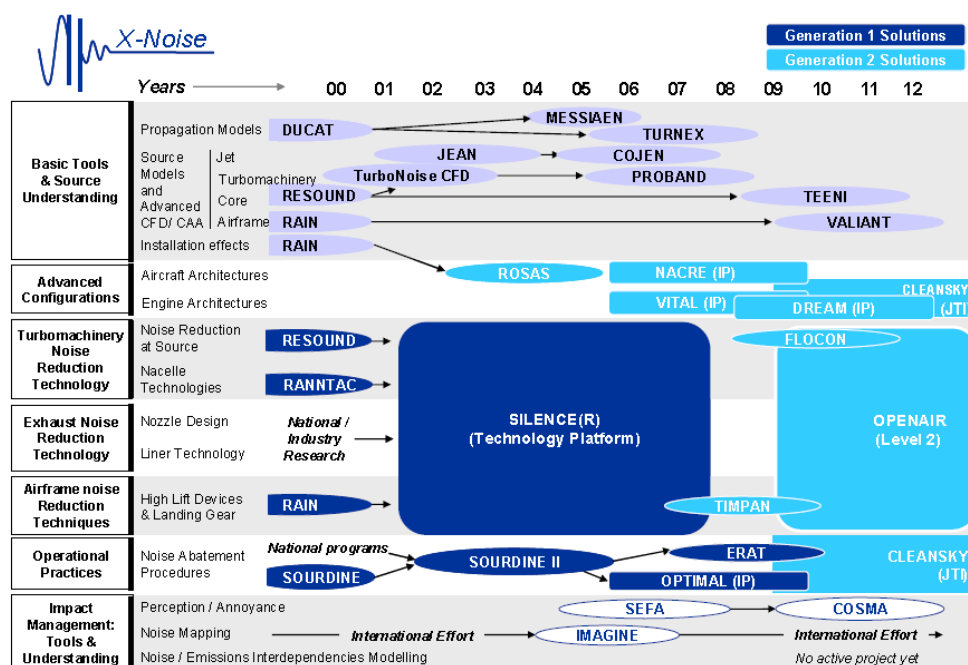 X-Noise
Generation 1 Solutions
Generation 2 Solutions
Years 00 01 02 03 04 05 06 07 08 09 10 11 12
Basic Tools
& Source
Understanding
Propagation Models
DUCAT
MESSIAEN
TURNEX
Source
Models
and
Advanced
CFD/ CAA
Jet
JEAN
COJEN
Turbomachinery
TurboNoise CFD
PROBAND
Core
RESOUND
TEENI
Airframe
RAIN
VALIANT
Installation effects
RAIN
Advanced
Configurations
Aircraft Architectures
ROSAS
NACRE (IP)
Engine Architectures
VITAL (IP)
DREAM (IP)
CLEANSKY
(JTI)
Turbomachinery
Noise
Reduction
Technology
Noise Reduction
at Source
RESOUND
FLOCON
Nacelle
Technologies
RANNTAC
SILENCE(R)
(Technology Platform)
OPENAIR
(Level 2)
Exhaust Noise
Reduction
Technology
Nozzle Design
Liner Technology
National /
Industry
Research
Airframe noise
Reduction
Techniques
High Lift Devices
& Landing Gear
RAIN
TIMPAN
Operational
Practices
Noise Abatement
Procedures
National programs
SOURDINE
SOURDINE II
ERAT
OPTIMAL (IP)
CLEANSKY
(JTI)
Impact
Management:
Tools &
Understanding
Perception / Annoyance
SEFA
COSMA
Noise Mapping
International Effort
IMAGINE
International Effort
Noise / Emissions Interdependencies Modelling
No active project yet